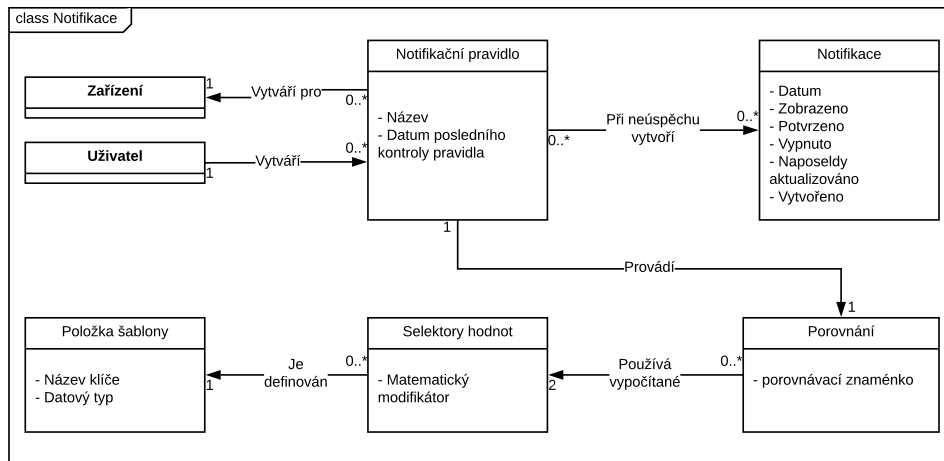 class Notifikace
Notifikační pravidlo
- Název
- Datum posledního
kontroly pravidla
Notifikace
- Datum
- Zobrazeno
- Potvrzeno
- Vypnuto
- Naposeldy
aktualizováno
- Vytvořeno
Zařízení
1
Vytváří pro
0..*
Uživatel
1
Vytváří
0..*
0..*
Při neúspěchu
vytvoří
0..*
1
Provádí
1
Položka šablony
- Název klíče
- Datový typ
1
Je
definován
0..*
Selektory hodnot
- Matematický
modifikátor
2
Používá
vypočítané
0..*
Porovnání
- porovnávací znaménko